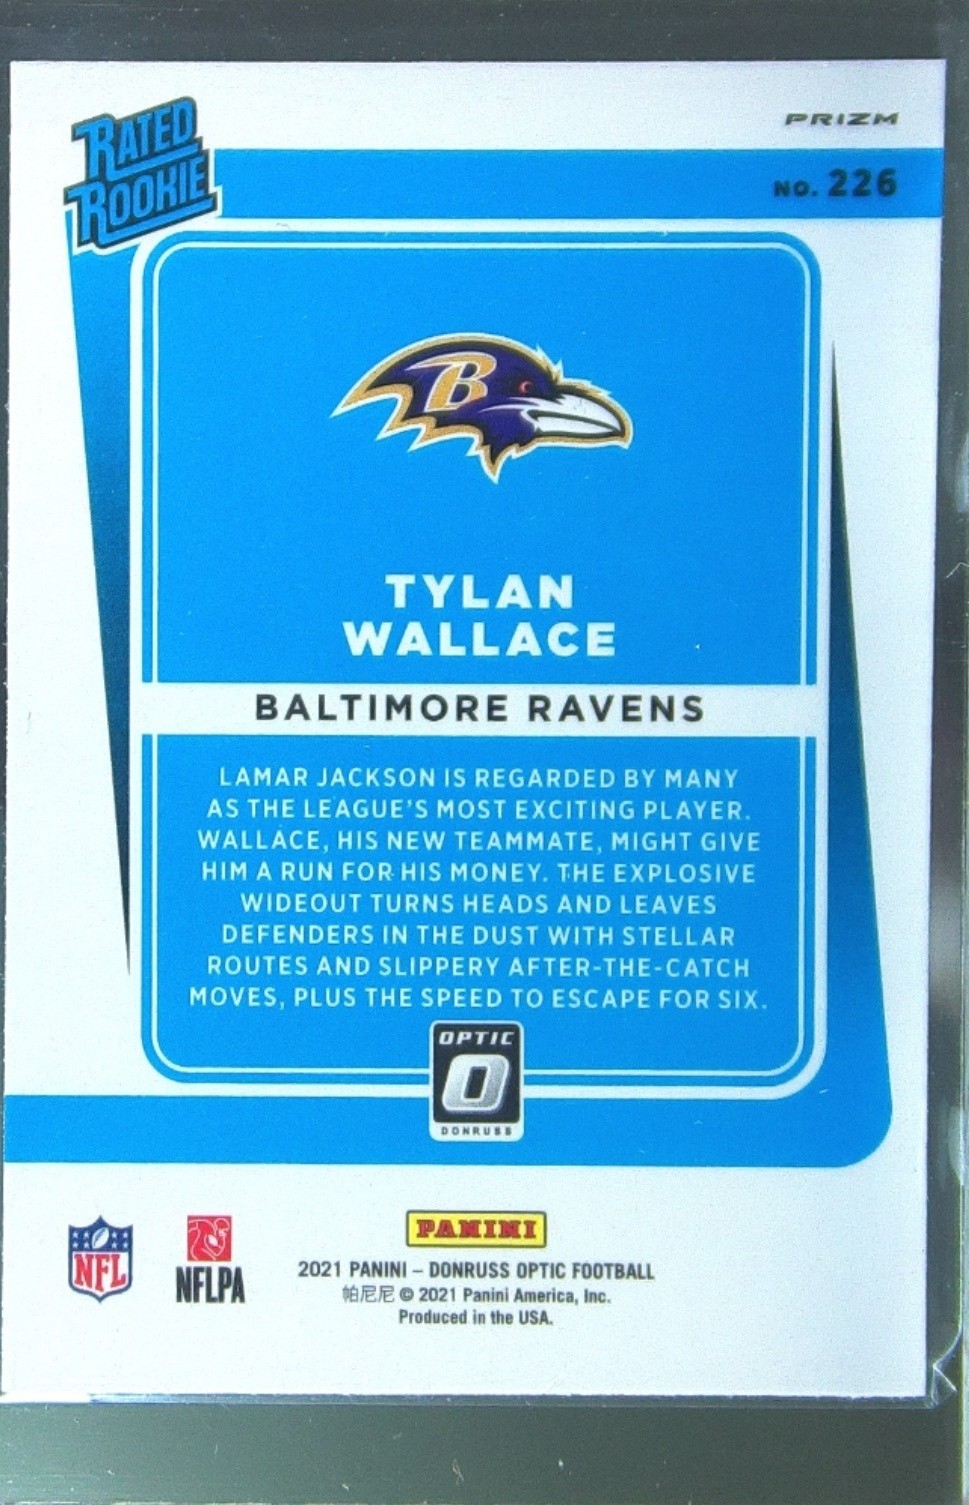 RATED
ROOKIE
PRIZM
NO. 226
B
TYLAN
WALLACE
BALTIMORE RAVENS
LAMAR JACKSON IS REGARDED BY MANY
AS THE LEAGUE'S MOST EXCITING PLAYER.
WALLACE, HIS NEW TEAMMATE, MIGHT GIVE
HIM A RUN FOR HIS MONEY. THE EXPLOSIVE
WIDEOUT TURNS HEADS AND LEAVES
DEFENDERS IN THE DUST WITH STELLAR
ROUTES AND SLIPPERY AFTER-THE-CATCH
MOVES, PLUS THE SPEED TO ESCAPE FOR SIX.
OPTIC
O
DONRUSS
NFL
NFLPA
PANINI
2021 PANINI – DONRUSS OPTIC FOOTBALL
帕尼尼 © 2021 Panini America, Inc.
Produced in the USA.